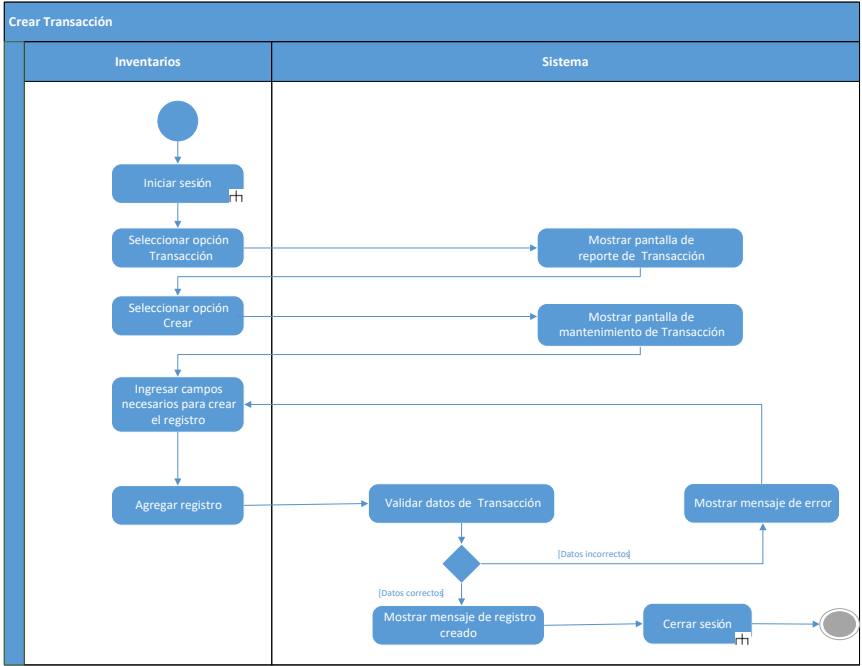 Crear Transacción
Inventarios
Sistema
Iniciar sesión
Seleccionar opción
Transacción
Mostrar pantalla de
reporte de Transacción
Seleccionar opción
Crear
Mostrar pantalla de
mantenimiento de Transacción
Ingresar campos
necesarios para crear
el registro
Agregar registro
Validar datos de Transacción
Mostrar mensaje de error
[Datos incorrectos]
[Datos correctos]
Mostrar mensaje de registro
creado
Cerrar sesión